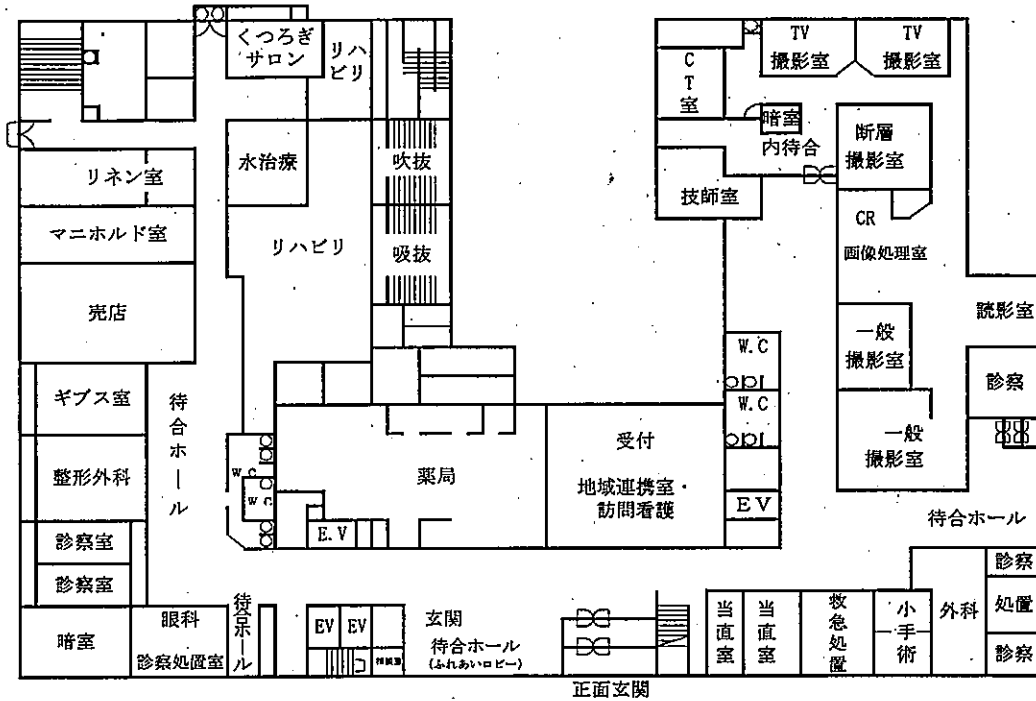 くつろぎ
サロン
リハ
ビリ
TV
撮影室
TV
撮影室
CT室
暗室
内待合
断層
撮影室
水治療
吹抜
リネン室
技師室
マニホルド室
リハビリ
吸抜
CR
画像処理室
売店
読影室
一般
撮影室
W.C
診察
ギプス室
待合ホール
W.C
一般
撮影室
受付
整形外科
W.C
薬局
地域連携室・
訪問看護
W.C
EV
E.V
待合ホール
診察室
診察
診察室
処置
暗室
眼科
診察処置室
待合ホール
EV
EV
玄関
待合ホール
(ふれあいロビー)
当直室
当直室
救急処置
小手術
外科
診察
正面玄関